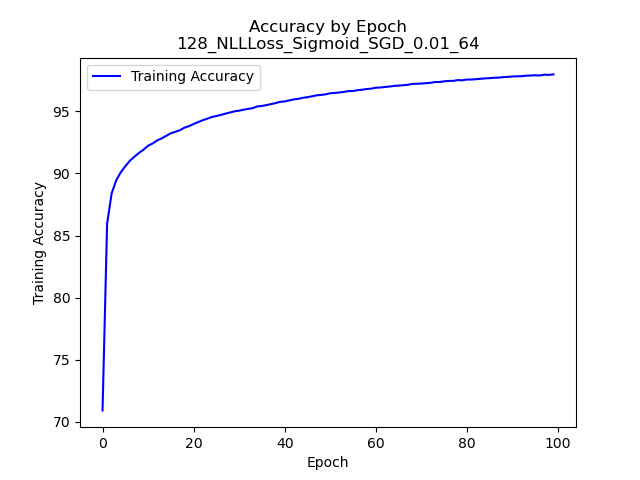 Accuracy by Epoch
128_NLLLoss_Sigmoid_SGD_0.01_64
Training Accuracy
95
90
85
80
75
70
Training Accuracy
0 20 40 60 80 100
Epoch